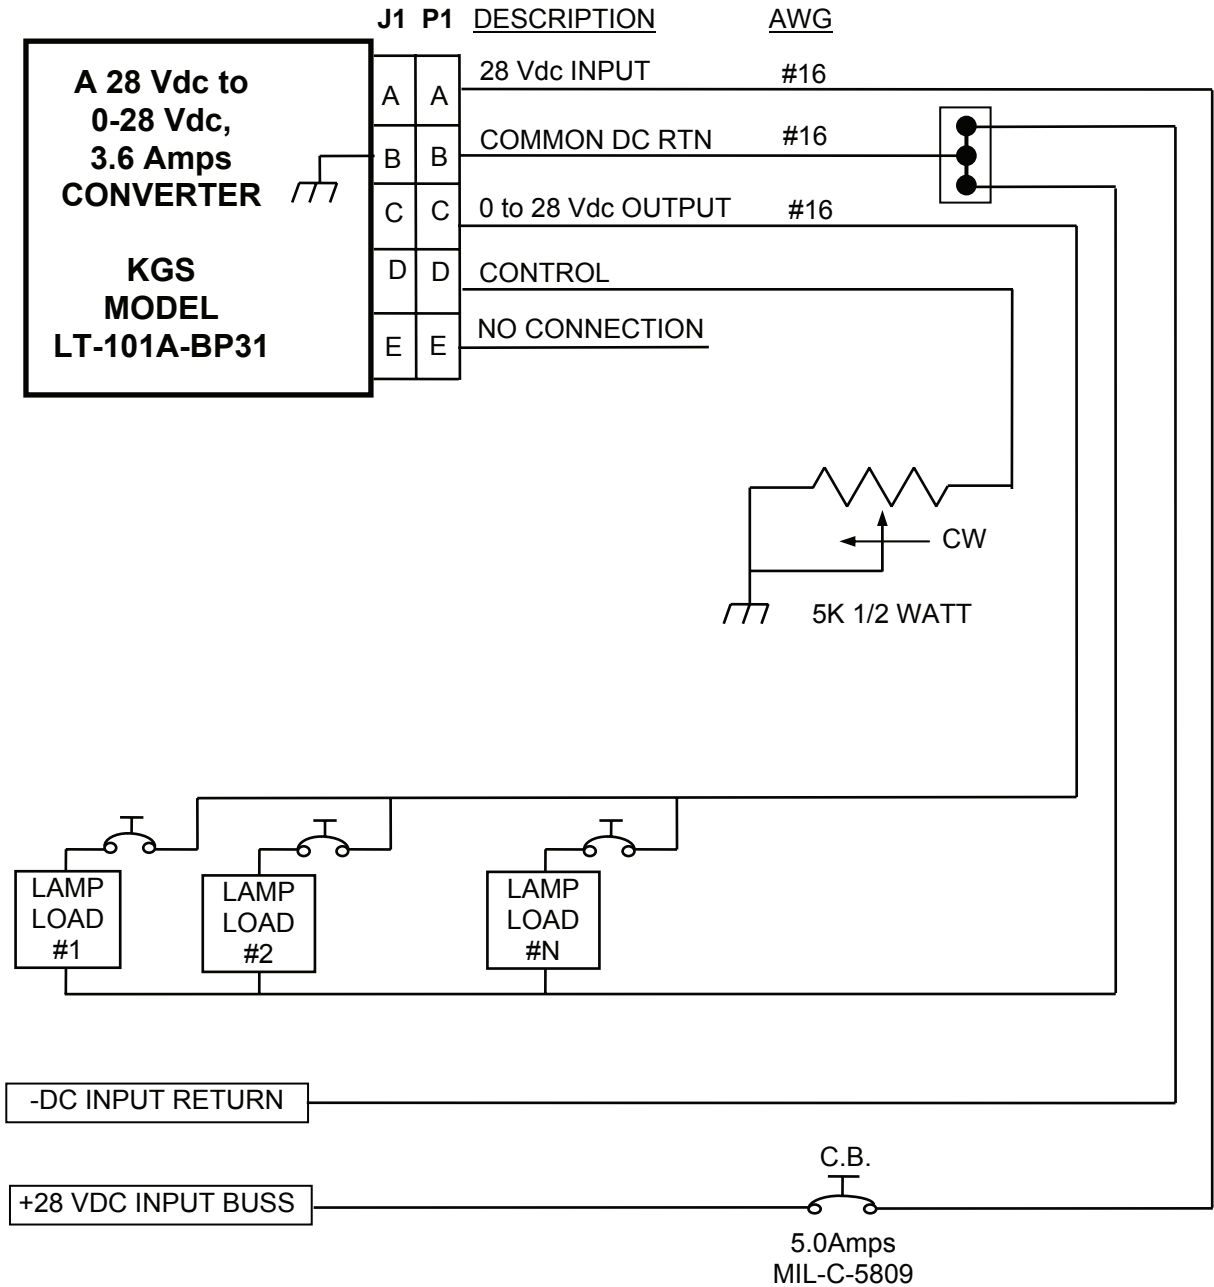 J1 P1 DESCRIPTION AWG
A 28 Vdc to
0-28 Vdc,
3.6 Amps
CONVERTER
KGS
MODEL
LT-101A-BP31
A A 28 Vdc INPUT #16
B B COMMON DC RTN #16
C C 0 to 28 Vdc OUTPUT #16
D D CONTROL
E E NO CONNECTION
CW
5K 1/2 WATT
LAMP
LOAD
#1
LAMP
LOAD
#2
LAMP
LOAD
#N
-DC INPUT RETURN
C.B.
+28 VDC INPUT BUSS
5.0Amps
MIL-C-5809